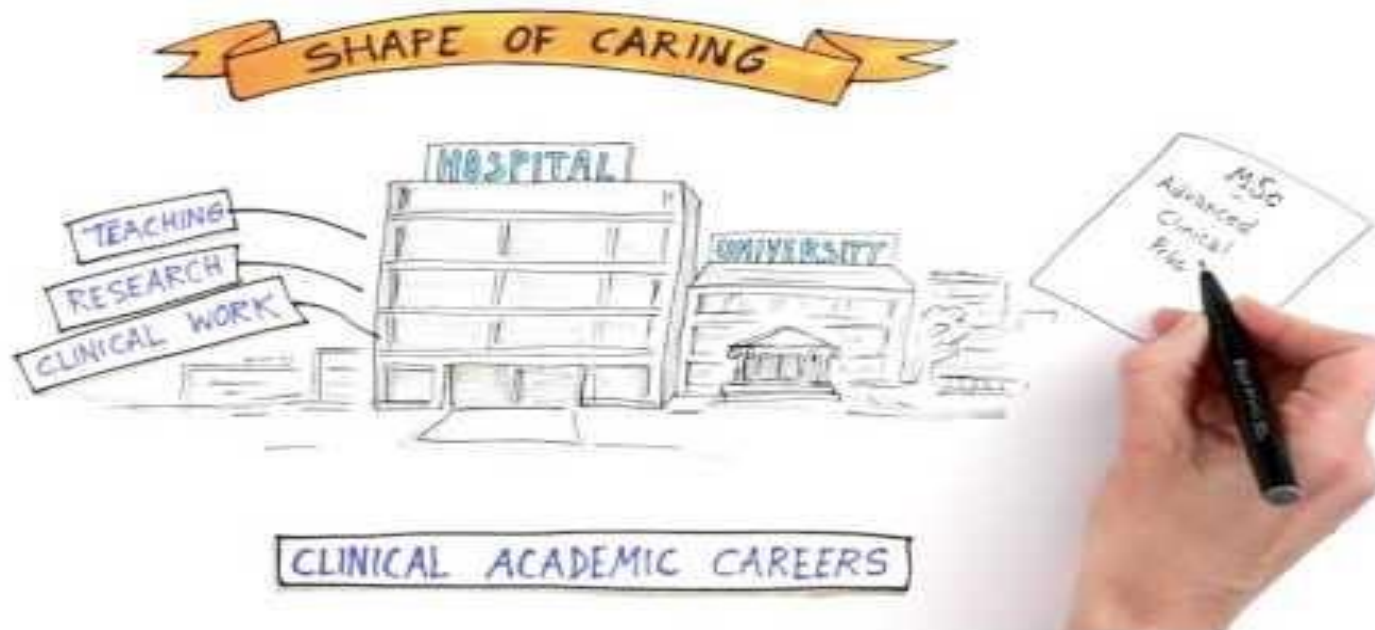 SHAPE OF CARING
HOSPITAL
UNIVERSITY
TEACHING
RESEARCH
CLINICAL WORK
MSc
Advanced
Clinical
CLINICAL ACADEMIC CAREERS